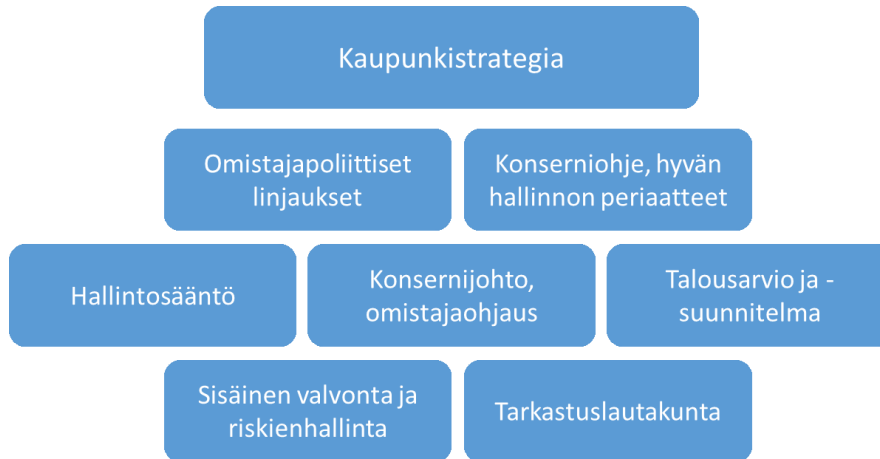 Kaupunkistrategia
Omistajapoliittiset
linjaukset
Konserniohje, hyvän
hallinnon periaatteet
Hallintosääntö
Konsernijohto,
omistajaohjaus
Talousarvio ja -
suunnitelma
Sisäinen valvonta ja
riskienhallinta
Tarkastuslautakunta